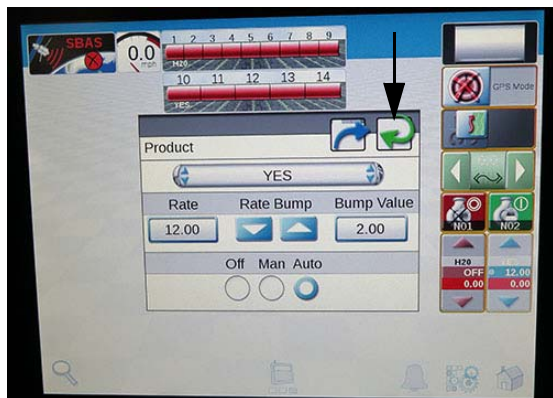 SBAS
0.0
mph
1 2 3 4 5 6 7 8 9
H20
10 11 12 13 14
YES
GPS Mode
Product
YES
Rate Rate Bump Bump Value
12.00 2.00
Off Man Auto
N01 N02
H20
OFF 12.00
0.00 0.00